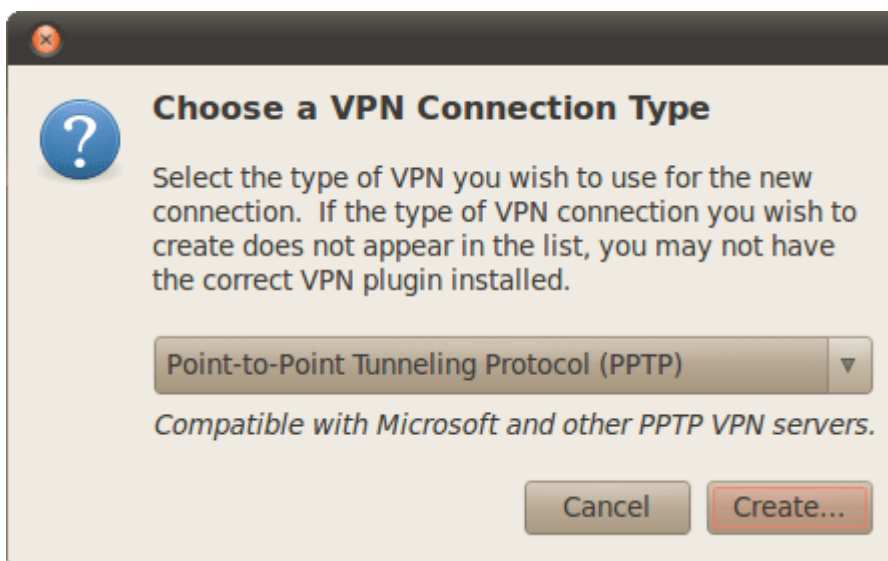 Choose a VPN Connection Type
Select the type of VPN you wish to use for the new
connection.  If the type of VPN connection you wish to
create does not appear in the list, you may not have
the correct VPN plugin installed.
Point-to-Point Tunneling Protocol (PPTP)
Compatible with Microsoft and other PPTP VPN servers.
Cancel
Create...